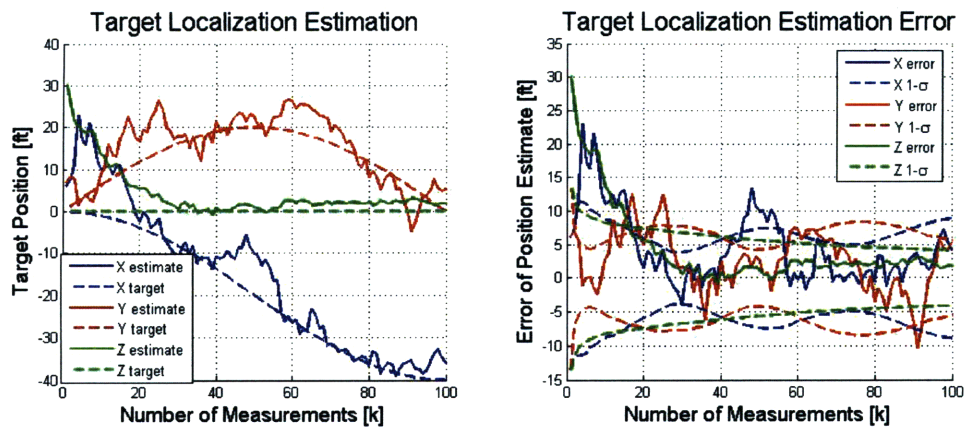 Target Localization Estimation
Target Position [ft]
40
30
20
10
0
-10
-20
-30
-40
X estimate
X target
Y estimate
Y target
Z estimate
Z target
0
20
40
60
80
100
Number of Measurements [k]
Target Localization Estimation Error
Error of Position Estimate [ft]
35
30
25
20
15
10
5
0
-5
-10
-15
X error
X 1-σ
Y error
Y 1-σ
Z error
Z 1-σ
0
20
40
60
80
100
Number of Measurements [k]